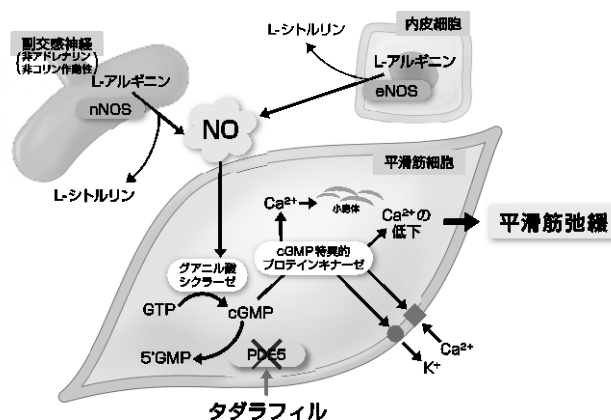 副交感神経
(非アドレナリン
非コリン作動性)
L-アルギニン
nNOS
L-シトルリン
NO
L-シトルリン
内皮細胞
L-アルギニン
eNOS
平滑筋細胞
Ca²⁺
小胞体
Ca²⁺の
低下
平滑筋弛緩
cGMP特異的
プロテインキナーゼ
グアニル酸
シクラーゼ
GTP
cGMP
5'GMP
PDE5
Ca²⁺
K⁺
タダラフィル